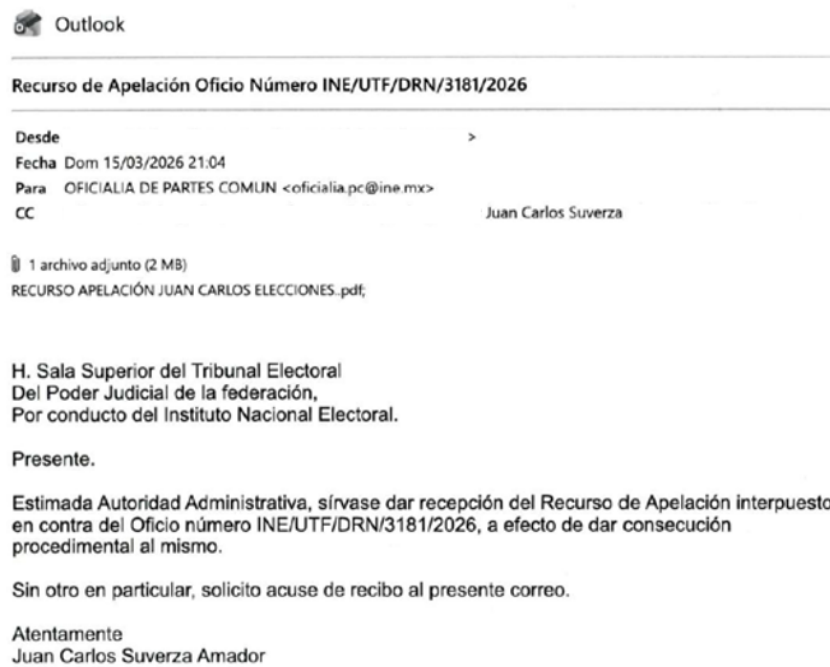 Outlook
Recurso de Apelación Oficio Número INE/UTF/DRN/3181/2026
Desde >
Fecha Dom 15/03/2026 21:04
Para OFICIALIA DE PARTES COMUN <oficialia.pc@ine.mx>
CC Juan Carlos Suverza
1 archivo adjunto (2 MB)
RECURSO APELACIÓN JUAN CARLOS ELECCIONES..pdf;
H. Sala Superior del Tribunal Electoral
Del Poder Judicial de la federación,
Por conducto del Instituto Nacional Electoral.
Presente.
Estimada Autoridad Administrativa, sírvase dar recepción del Recurso de Apelación interpuesto
en contra del Oficio número INE/UTF/DRN/3181/2026, a efecto de dar consecución
procedimental al mismo.
Sin otro en particular, solicito acuse de recibo al presente correo.
Atentamente
Juan Carlos Suverza Amador